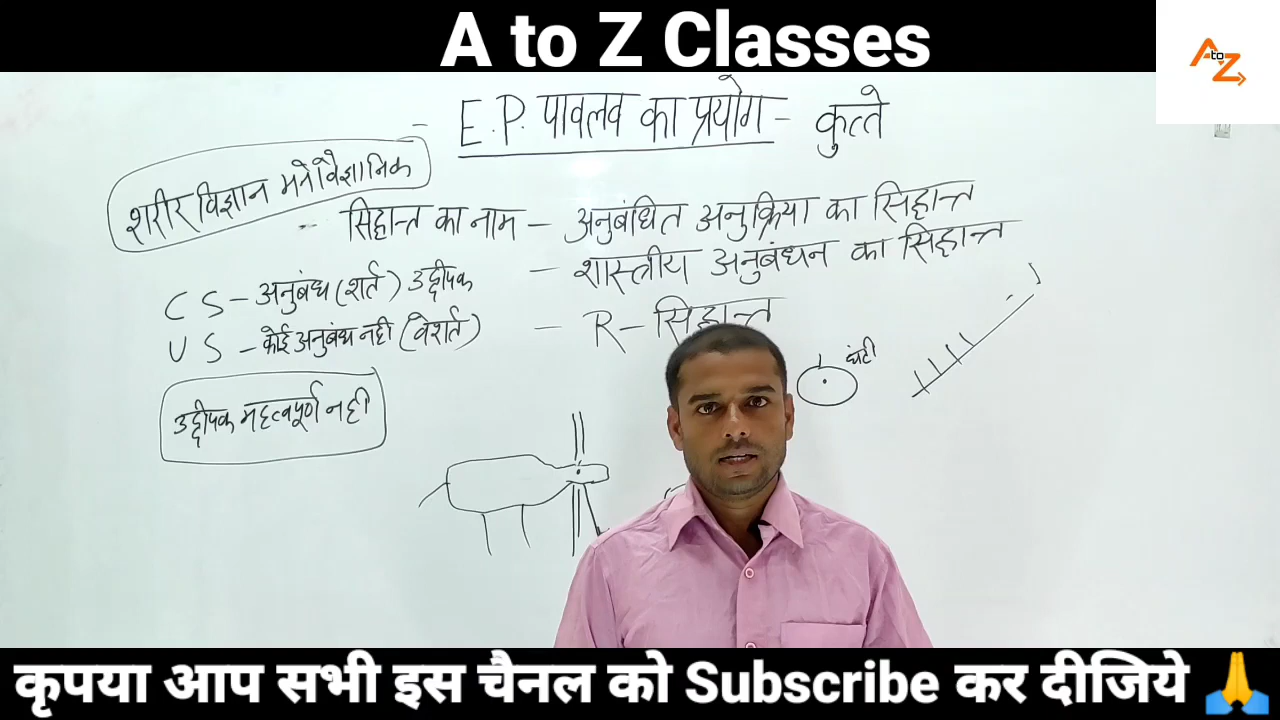 A to Z Classes
A to Z
E.P. पावलव का प्रयोग - कुत्ते
शरीर विज्ञान मनोवैज्ञानिक
सिद्धान्त का नाम - अनुबंधित अनुक्रिया का सिद्धान्त
- शास्त्रीय अनुबंधन का सिद्धान्त
C S - अनुबंध (शर्त) उद्दीपक
U S - कोई अनुबंध नही (बेशर्त)
- R - सिद्धान्त
घंटी
उद्दीपक महत्वपूर्ण नही
कृपया आप सभी इस चैनल को Subscribe कर दीजिये 🙏